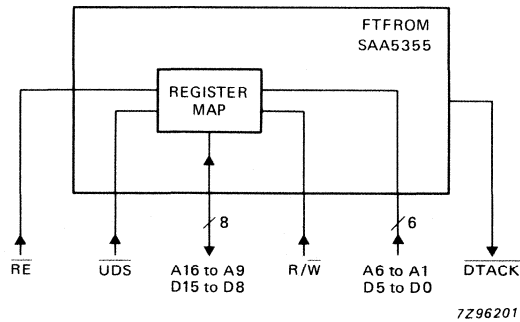 FTFROM
SAA5355
REGISTER
MAP
8
6
RE
UDS
A16 to A9
D15 to D8
R/W
A6 to A1
D5 to D0
DTACK
7Z96201